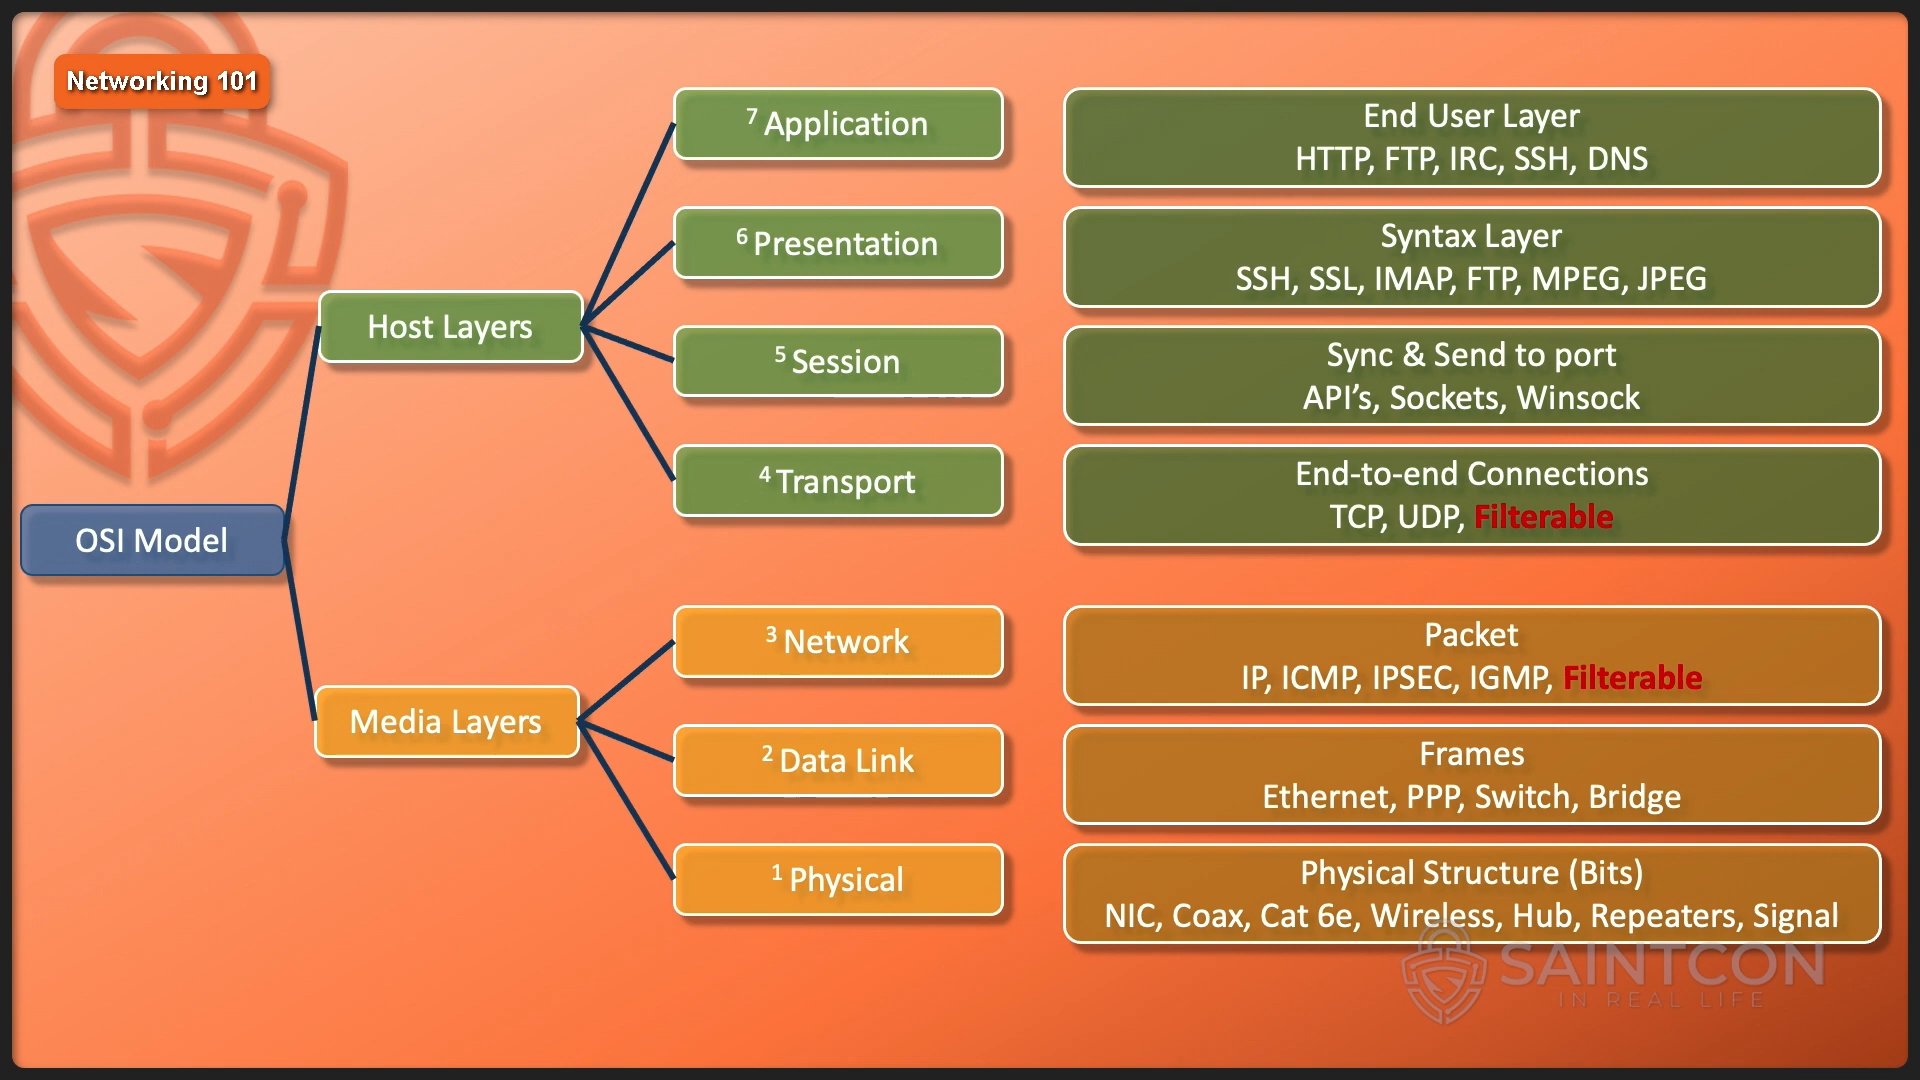 Networking 101
7 Application
End User Layer
HTTP, FTP, IRC, SSH, DNS
6 Presentation
Syntax Layer
SSH, SSL, IMAP, FTP, MPEG, JPEG
Host Layers
5 Session
Sync & Send to port
API’s, Sockets, Winsock
4 Transport
End-to-end Connections
TCP, UDP, Filterable
OSI Model
3 Network
Packet
IP, ICMP, IPSEC, IGMP, Filterable
Media Layers
2 Data Link
Frames
Ethernet, PPP, Switch, Bridge
1 Physical
Physical Structure (Bits)
NIC, Coax, Cat 6e, Wireless, Hub, Repeaters, Signal
SAINTCON
IN REAL LIFE